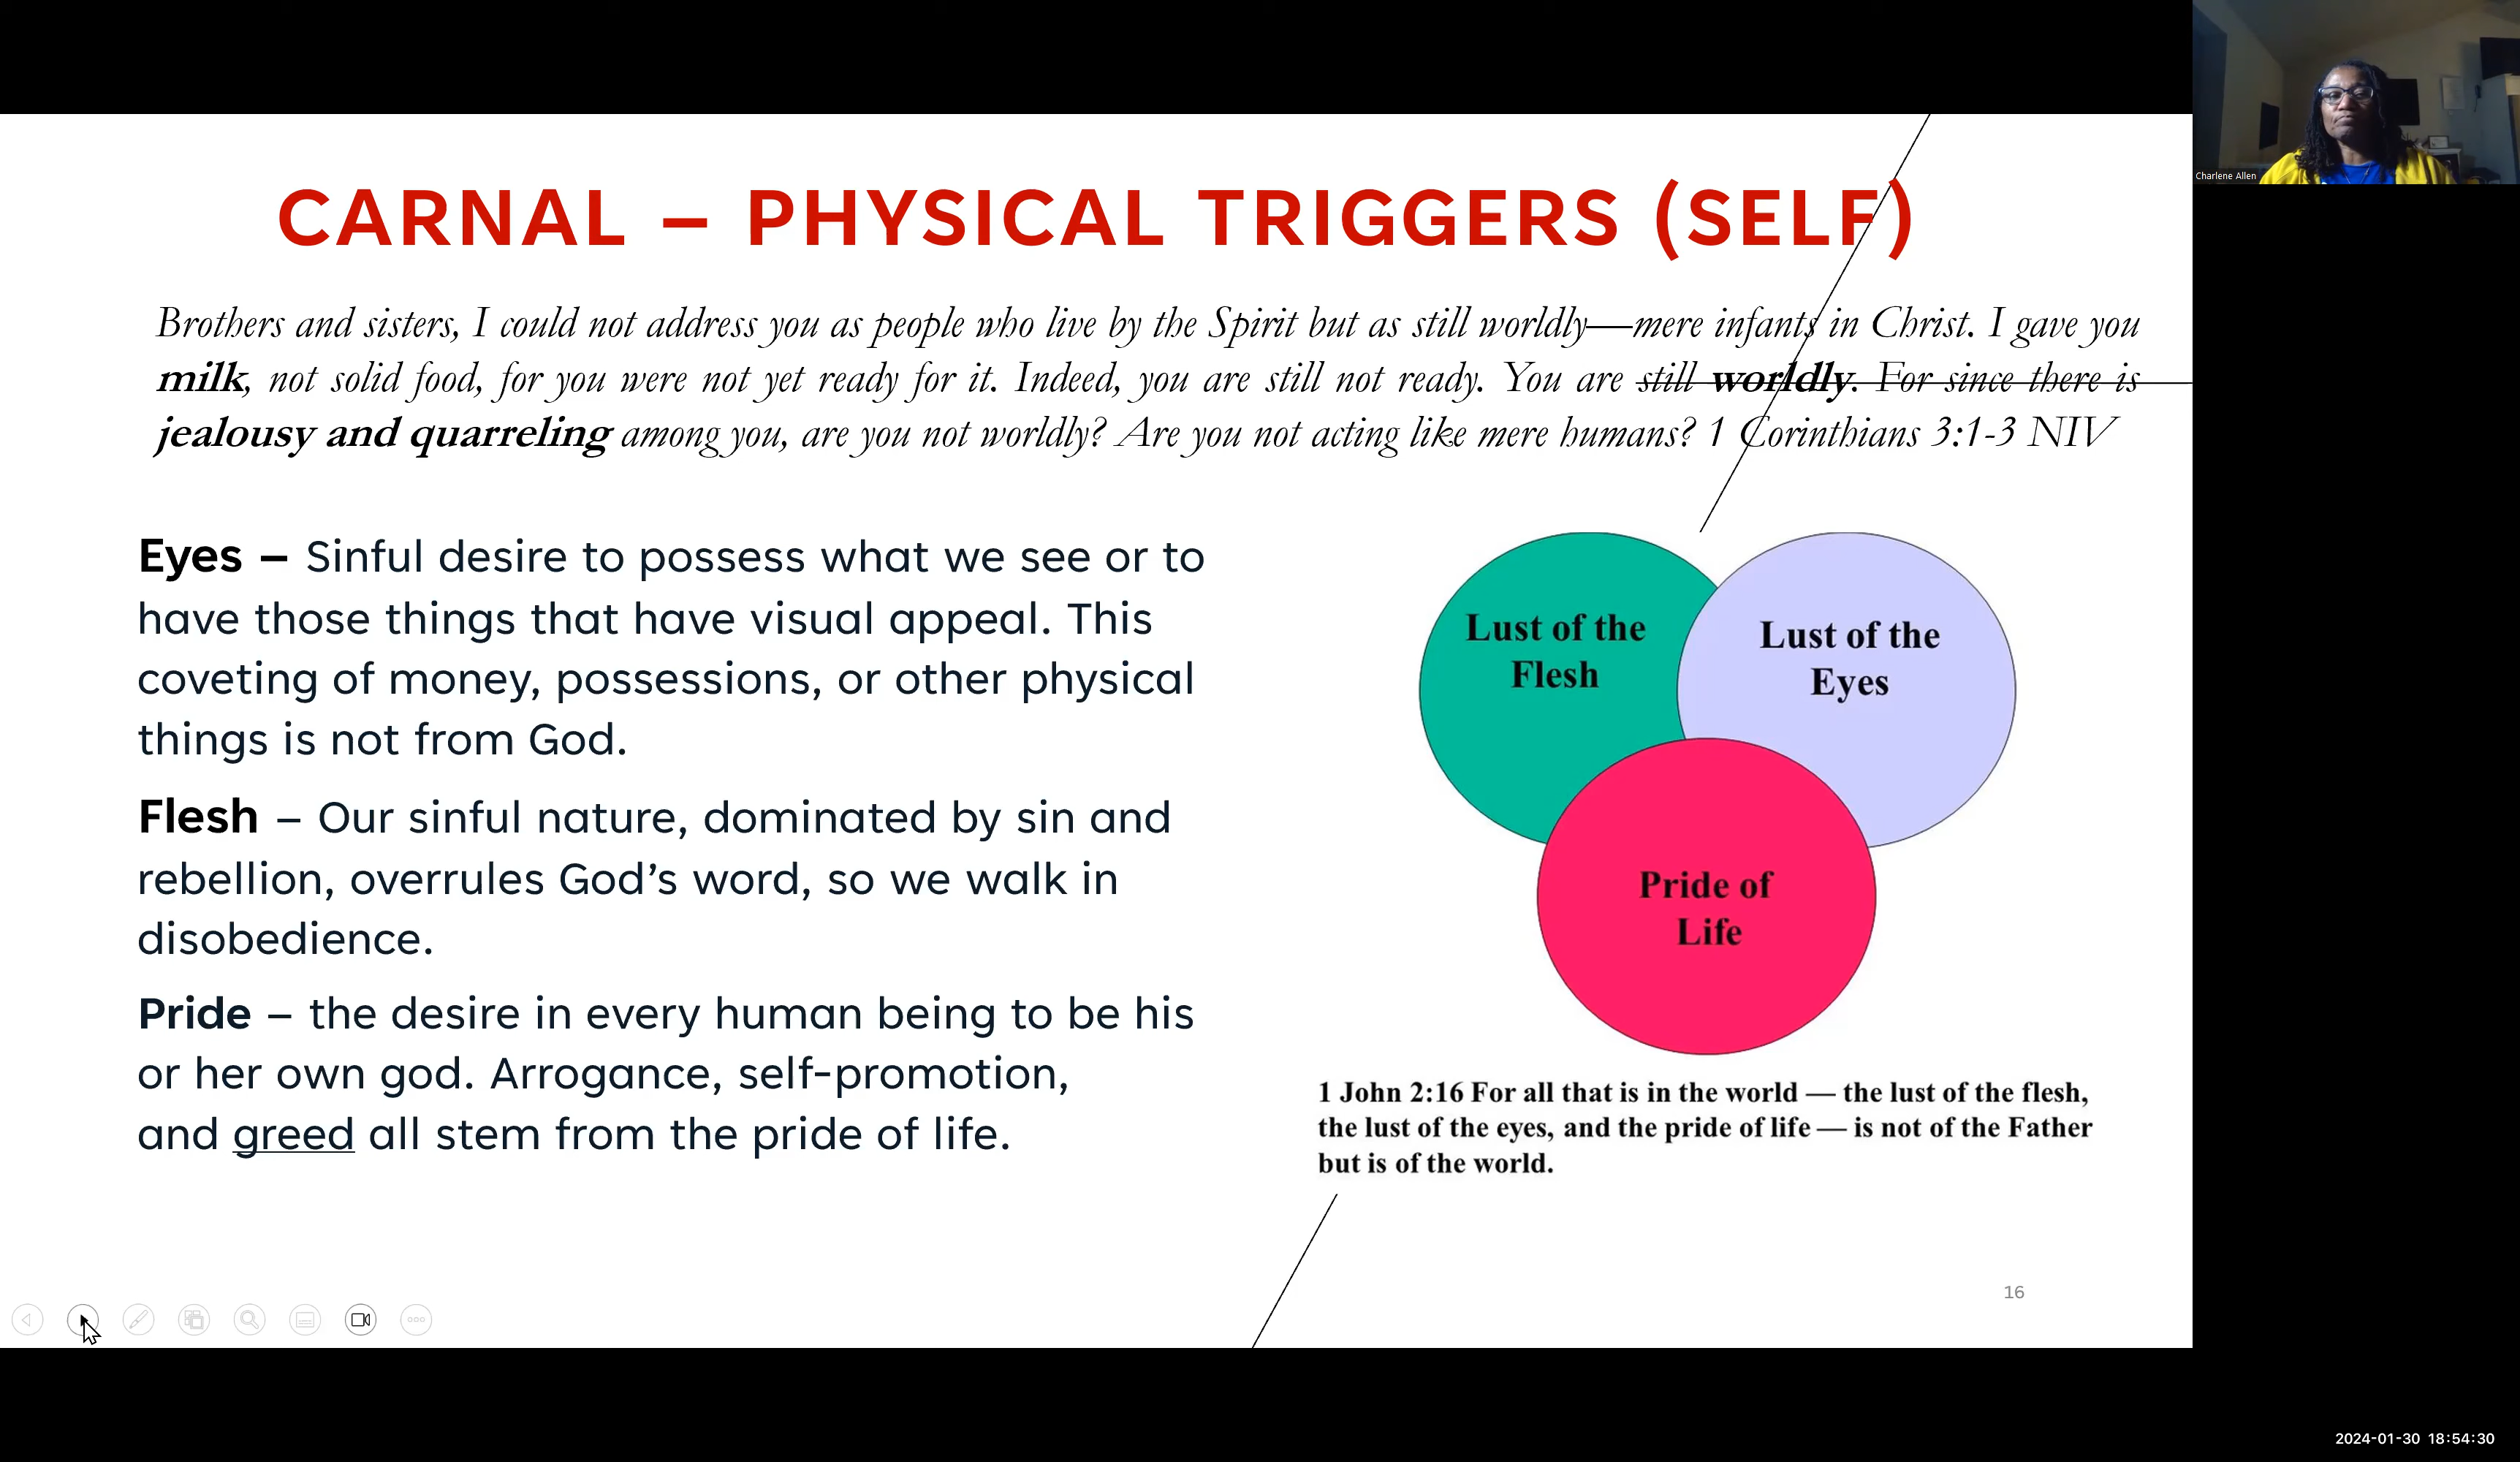 CARNAL – PHYSICAL TRIGGERS (SELF)
Brothers and sisters, I could not address you as people who live by the Spirit but as still worldly—mere infants in Christ. I gave you
milk, not solid food, for you were not yet ready for it. Indeed, you are still not ready. You are still worldly. For since there is
jealousy and quarreling among you, are you not worldly? Are you not acting like mere humans? 1 Corinthians 3:1-3 NIV
Eyes – Sinful desire to possess what we see or to
have those things that have visual appeal. This
coveting of money, possessions, or other physical
things is not from God.
Flesh – Our sinful nature, dominated by sin and
rebellion, overrules God’s word, so we walk in
disobedience.
Pride – the desire in every human being to be his
or her own god. Arrogance, self-promotion,
and greed all stem from the pride of life.
Lust of the
Flesh
Lust of the
Eyes
Pride of
Life
1 John 2:16 For all that is in the world — the lust of the flesh,
the lust of the eyes, and the pride of life — is not of the Father
but is of the world.
16
Charlene Allen
2024-01-30 18:54:30